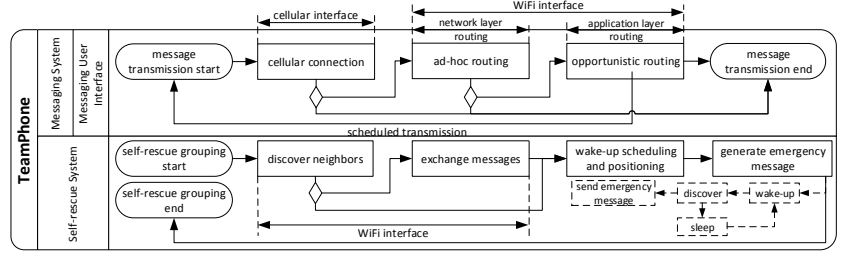 WiFi interface
cellular interface
network layer
routing
application layer
routing
TeamPhone
Messaging System
Messaging User
Interface
message
transmission start
cellular connection
ad-hoc routing
opportunistic routing
message
transmission end
scheduled transmission
Self-rescue System
self-rescue grouping
start
discover neighbors
exchange messages
wake-up scheduling
and positioning
generate emergency
message
self-rescue grouping
end
send emergency
message
discover
wake-up
sleep
WiFi interface